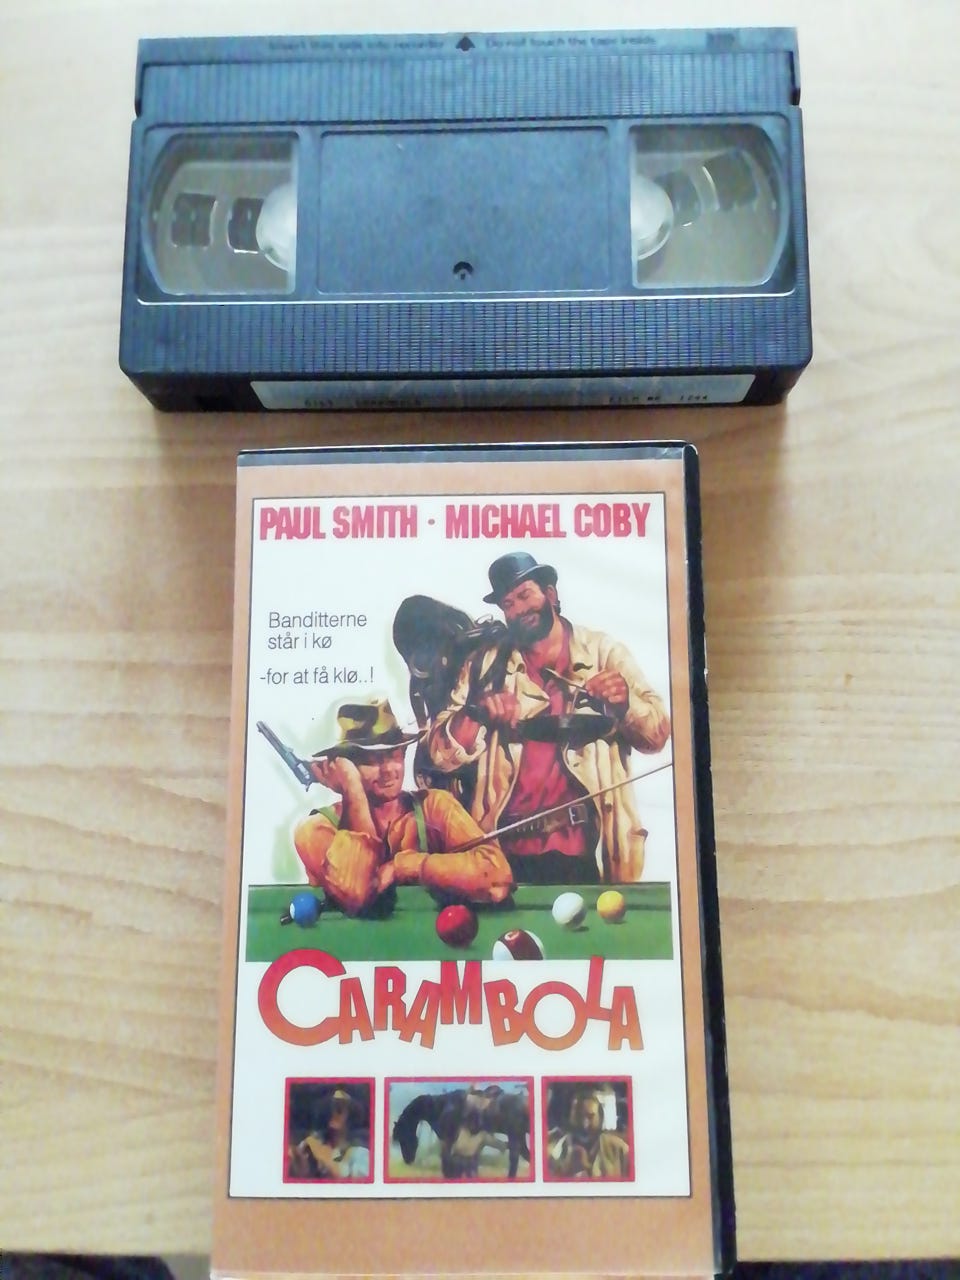 Insert this side into recorder Do not touch the tape inside
PAUL SMITH · MICHAEL COBY
Banditterne
står i kø
-for at få klø..!
CARAMBOLA